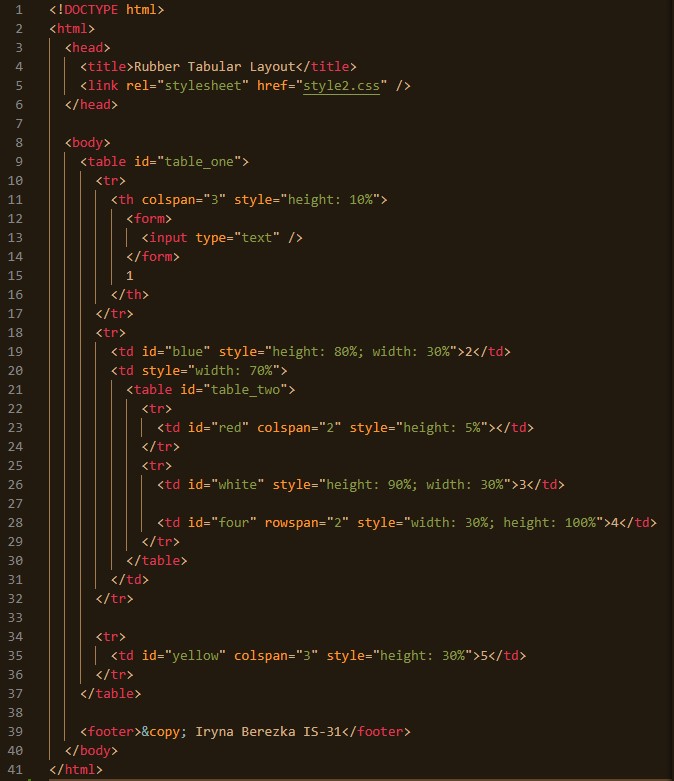 1 <!DOCTYPE html>
2 <html>
3 <head>
4 <title>Rubber Tabular Layout</title>
5 <link rel="stylesheet" href="style2.css" />
6 </head>
7
8 <body>
9 <table id="table_one">
10 <tr>
11 <th colspan="3" style="height: 10%">
12 <form>
13 <input type="text" />
14 </form>
15 1
16 </th>
17 </tr>
18 <tr>
19 <td id="blue" style="height: 80%; width: 30%">2</td>
20 <td style="width: 70%">
21 <table id="table_two">
22 <tr>
23 <td id="red" colspan="2" style="height: 5%"></td>
24 </tr>
25 <tr>
26 <td id="white" style="height: 90%; width: 30%">3</td>
27
28 <td id="four" rowspan="2" style="width: 30%; height: 100%">4</td>
29 </tr>
30 </table>
31 </td>
32 </tr>
33
34 <tr>
35 <td id="yellow" colspan="3" style="height: 30%">5</td>
36 </tr>
37 </table>
38
39 <footer>&copy; Iryna Berezka IS-31</footer>
40 </body>
41 </html>